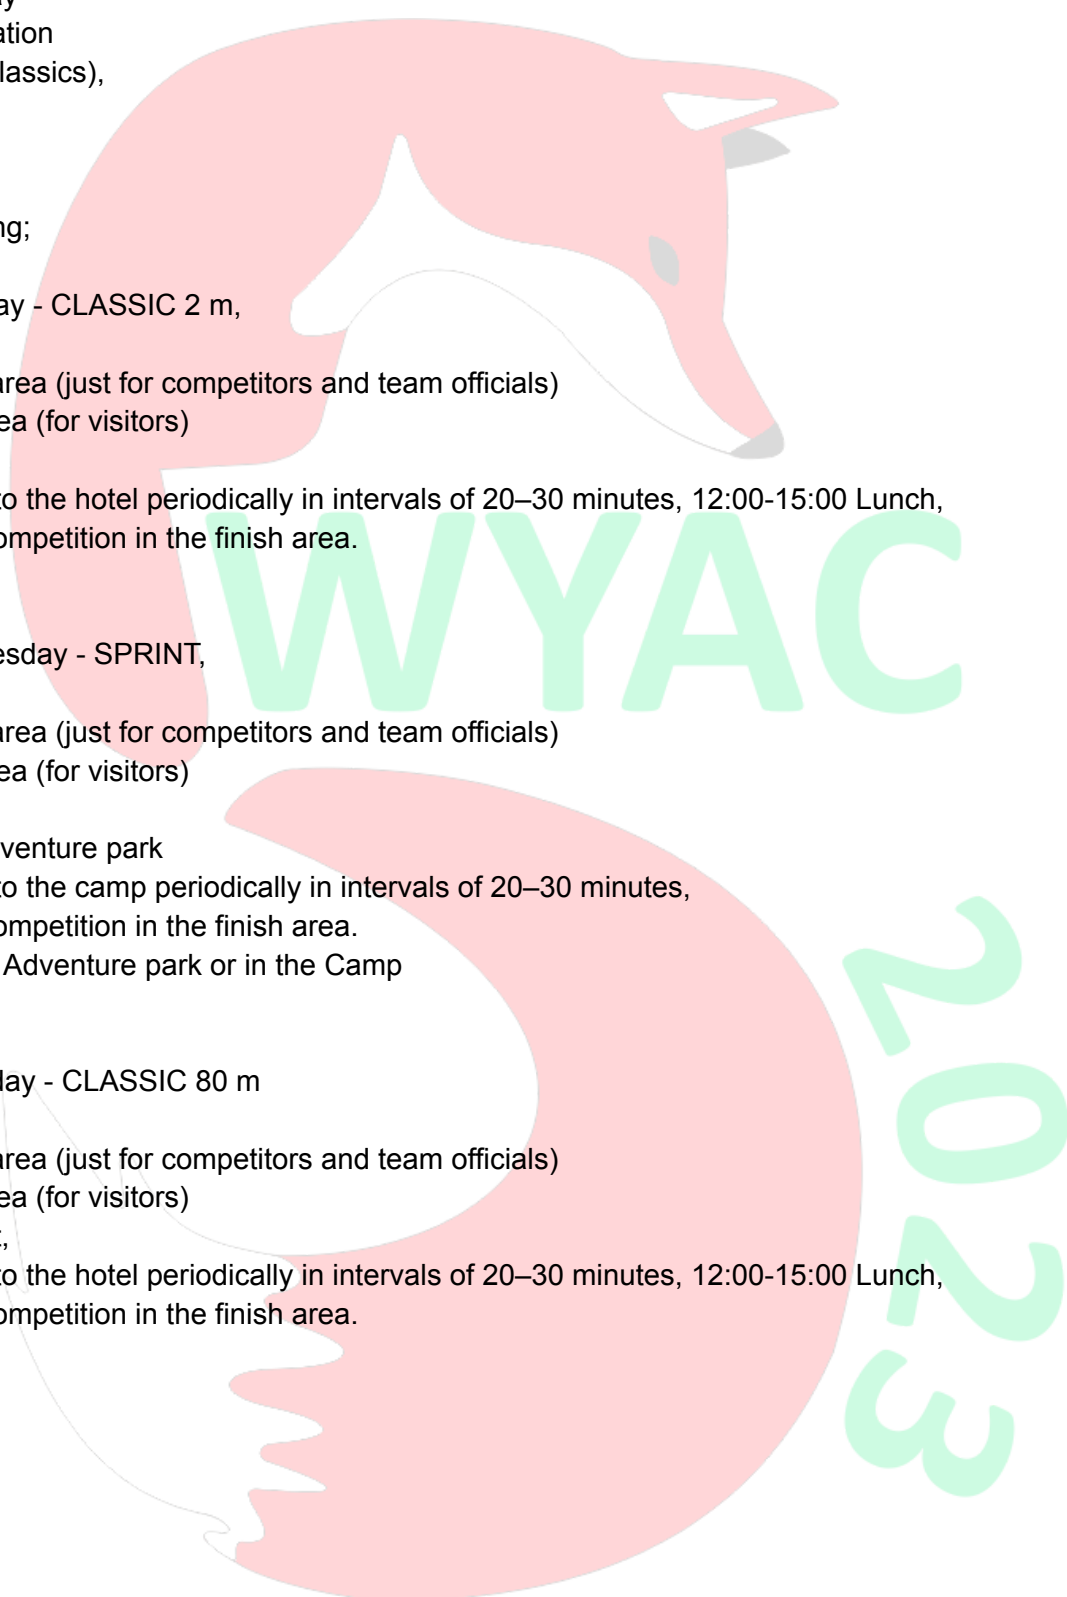 ation
lassics),
ng;
ay - CLASSIC 2 m,
area (just for competitors and team officials)
ea (for visitors)
to the hotel periodically in intervals of 20–30 minutes, 12:00-15:00 Lunch,
ompetition in the finish area.
WYAC
esday - SPRINT,
area (just for competitors and team officials)
ea (for visitors)
venture park
to the camp periodically in intervals of 20–30 minutes,
ompetition in the finish area.
Adventure park or in the Camp
2023
day - CLASSIC 80 m
area (just for competitors and team officials)
ea (for visitors)
t,
to the hotel periodically in intervals of 20–30 minutes, 12:00-15:00 Lunch,
ompetition in the finish area.